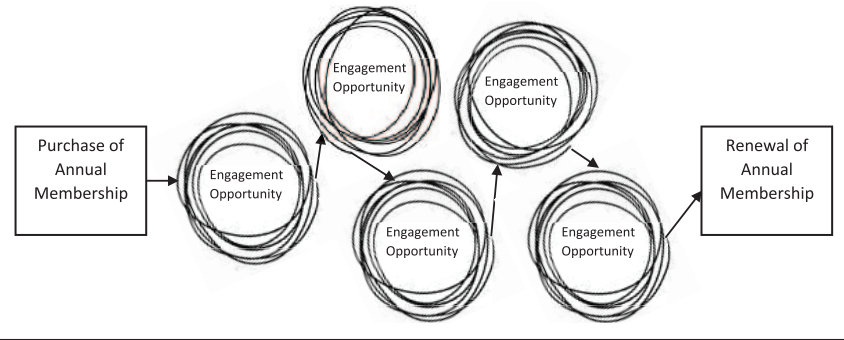 Purchase of
Annual
Membership
Engagement
Opportunity
Engagement
Opportunity
Engagement
Opportunity
Engagement
Opportunity
Engagement
Opportunity
Renewal of
Annual
Membership